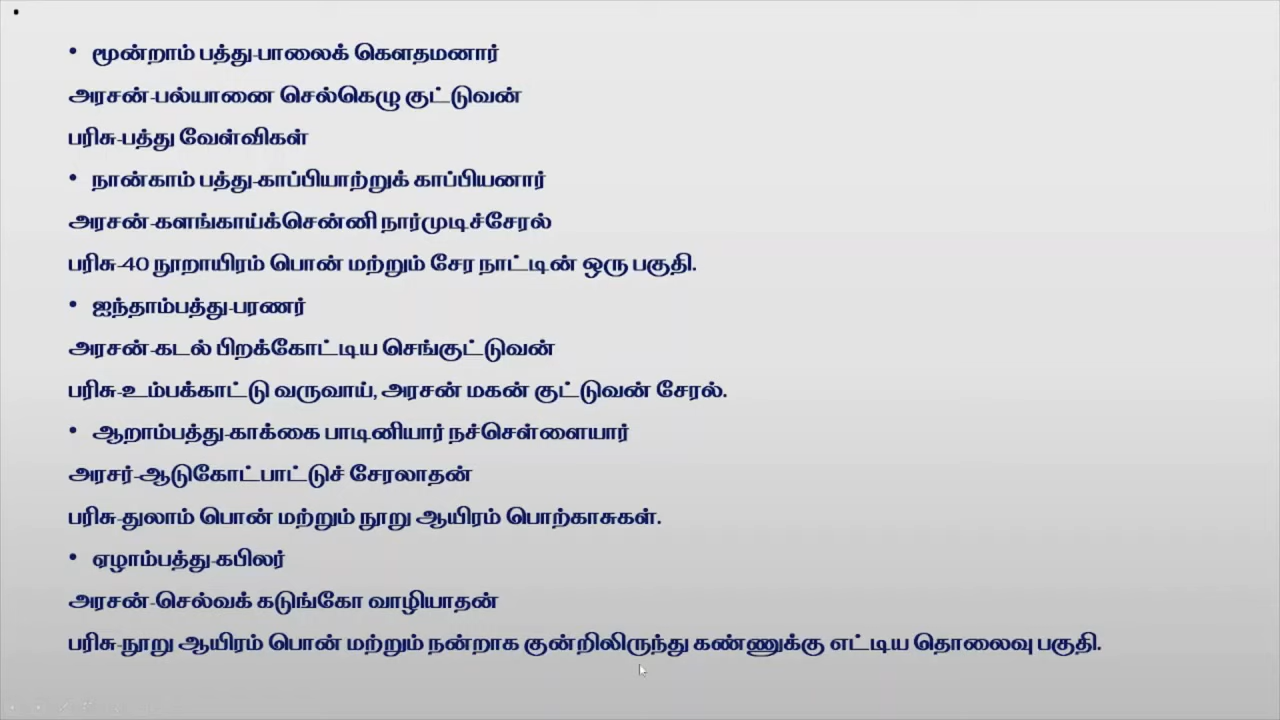 • மூன்றாம் பத்து-பாலைக் கௌதமனார்
அரசன்-பல்யானை செல்கெழு குட்டுவன்
பரிசு-பத்து வேள்விகள்
• நான்காம் பத்து-காப்பியாற்றுக் காப்பியனார்
அரசன்-களங்காய்க்சென்னி நார்முடிச்சேரல்
பரிசு-40 நூறாயிரம் பொன் மற்றும் சேர நாட்டின் ஒரு பகுதி.
• ஐந்தாம்பத்து-பரணர்
அரசன்-கடல் பிறக்கோட்டிய செங்குட்டுவன்
பரிசு-உம்பக்காட்டு வருவாய், அரசன் மகன் குட்டுவன் சேரல்.
• ஆறாம்பத்து-காக்கை பாடினியார் நச்செள்ளையார்
அரசர்-ஆடுகோட்பாட்டுச் சேரலாதன்
பரிசு-துலாம் பொன் மற்றும் நூறு ஆயிரம் பொற்காசுகள்.
• ஏழாம்பத்து-கபிலர்
அரசன்-செல்வக் கடுங்கோ வாழியாதன்
பரிசு-நூறு ஆயிரம் பொன் மற்றும் நன்றாக குன்றிலிருந்து கண்ணுக்கு எட்டிய தொலைவு பகுதி.